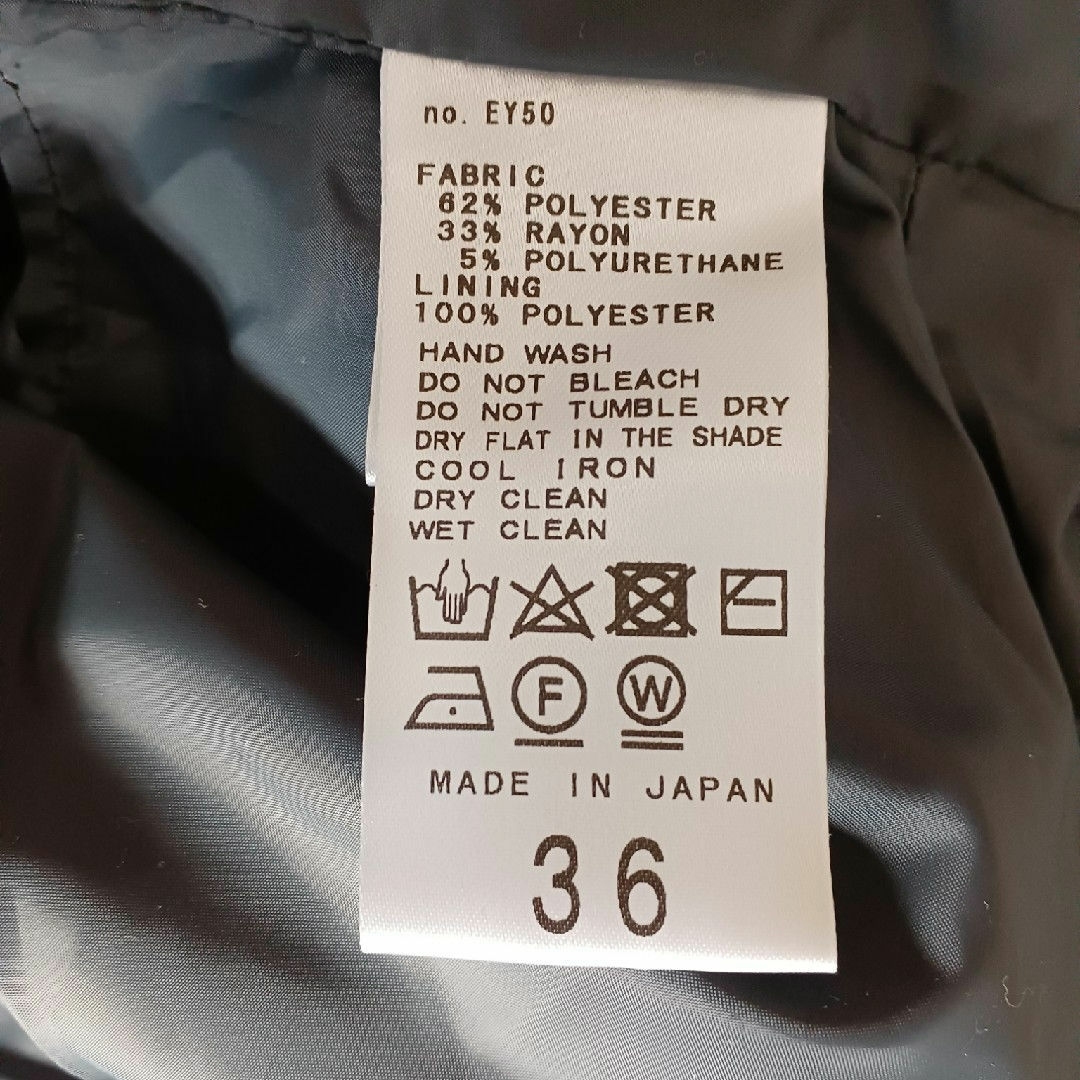 no. EY50
FABRIC
62% POLYESTER
33% RAYON
5% POLYURETHANE
LINING
100% POLYESTER
HAND WASH
DO NOT BLEACH
DO NOT TUMBLE DRY
DRY FLAT IN THE SHADE
COOL IRON
DRY CLEAN
WET CLEAN
F W
MADE IN JAPAN
36